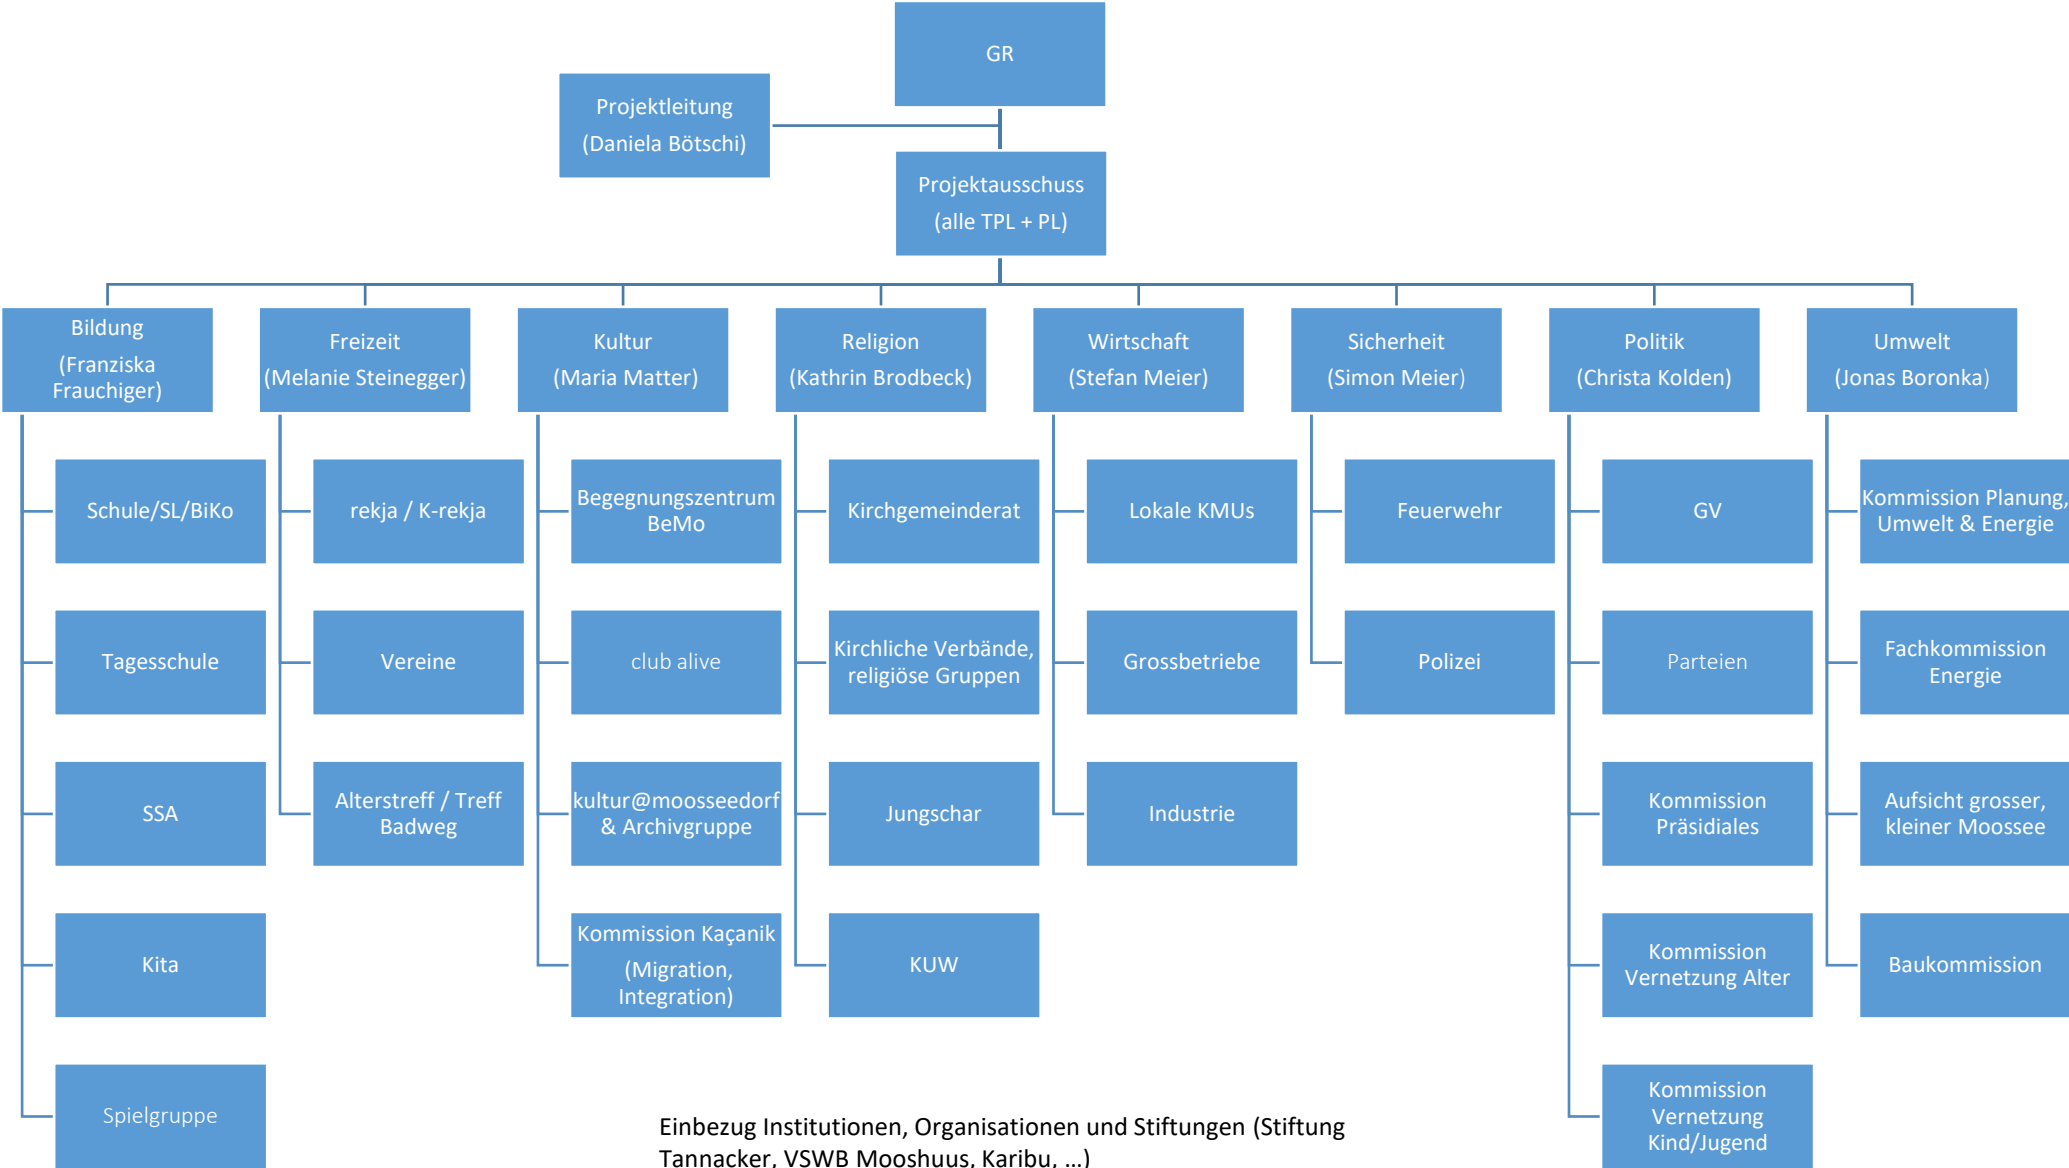 GR
Projektleitung
(Daniela Bötschi)
Projektausschuss
(alle TPL + PL)
Bildung
(Franziska
Frauchiger)
Freizeit
(Melanie Steinegger)
Kultur
(Maria Matter)
Religion
(Kathrin Brodbeck)
Wirtschaft
(Stefan Meier)
Sicherheit
(Simon Meier)
Politik
(Christa Kolden)
Umwelt
(Jonas Boronka)
Schule/SL/BiKo
Tagesschule
SSA
Kita
Spielgruppe
rekja / K-rekja
Vereine
Alterstreff / Treff
Badweg
Begegnungszentrum
BeMo
club alive
kultur@moosseedorf
& Archivgruppe
Kommission Kaçanik
(Migration,
Integration)
Kirchgemeinderat
Kirchliche Verbände,
religiöse Gruppen
Jungschar
KUW
Lokale KMUs
Grossbetriebe
Industrie
Feuerwehr
Polizei
GV
Parteien
Kommission
Präsidiales
Kommission
Vernetzung Alter
Kommission
Vernetzung
Kind/Jugend
Kommission Planung,
Umwelt & Energie
Fachkommission
Energie
Aufsicht grosser,
kleiner Moossee
Baukommission
Einbezug Institutionen, Organisationen und Stiftungen (Stiftung
Tannacker, VSWB Mooshuus, Karibu, …)